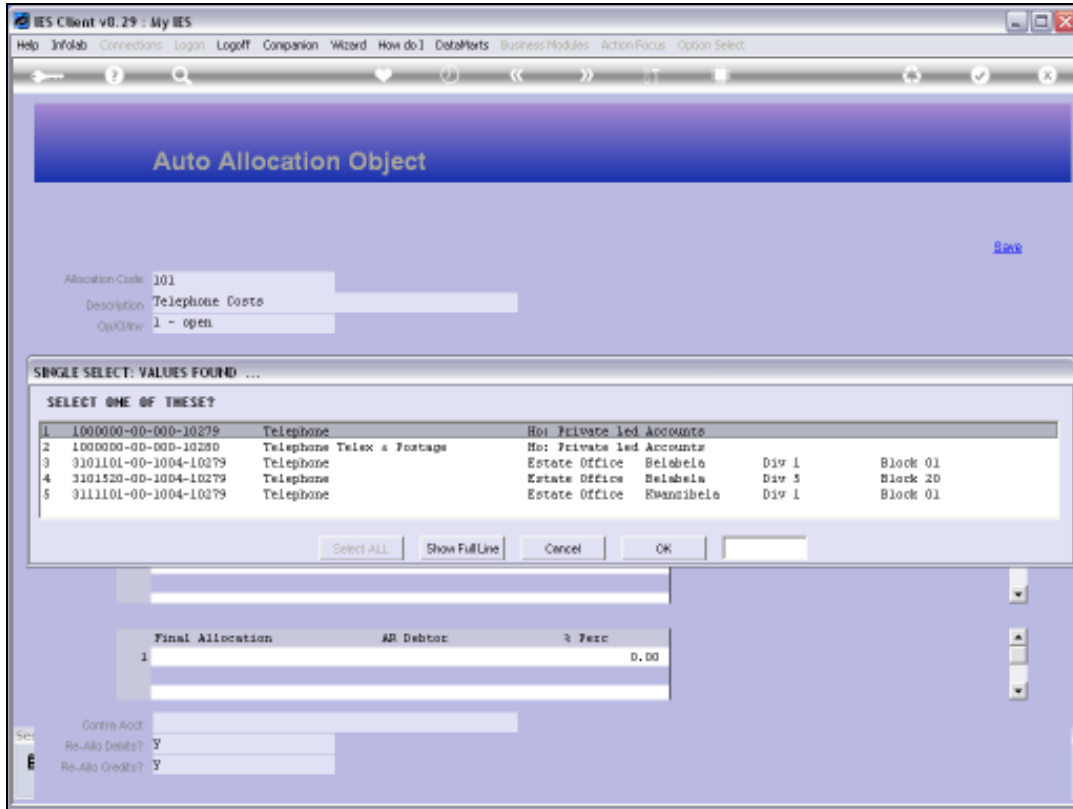 IES Client v8.29 : My IES
Help Infolab Connections Logon Logoff Companion Wizard How do I DataMarts Business Modules Action Focus Option Select
Auto Allocation Object
Save
Allocation Code 101
Description Telephone Costs
Op/Cl/Inv 1 - open
SINGLE SELECT: VALUES FOUND ...
SELECT ONE OF THESE?
1 1000000-00-000-10279 Telephone Ho: Private Led Accounts
2 1000000-00-000-10280 Telephone Telex & Postage Ho: Private Led Accounts
3 3101101-00-1004-10279 Telephone Estate Office Belabela Div 1 Block 01
4 3101520-00-1004-10279 Telephone Estate Office Belabela Div 5 Block 20
5 3111101-00-1004-10279 Telephone Estate Office Kwanzibela Div 1 Block 01
Select ALL Show Full Line Cancel OK
Final Allocation AR Debtor % Perc
1 0.00
Contra Acct
Re-Allo Debits? Y
Re-Allo Credits? Y